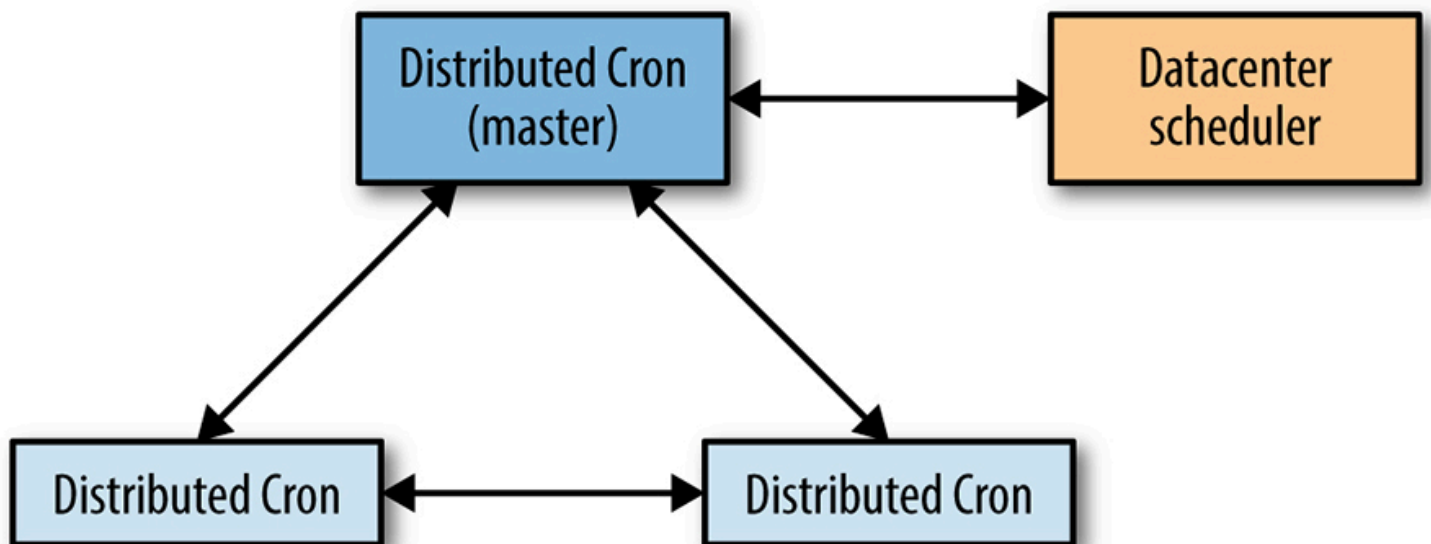 Distributed Cron
(master)
Datacenter
scheduler
Distributed Cron
Distributed Cron